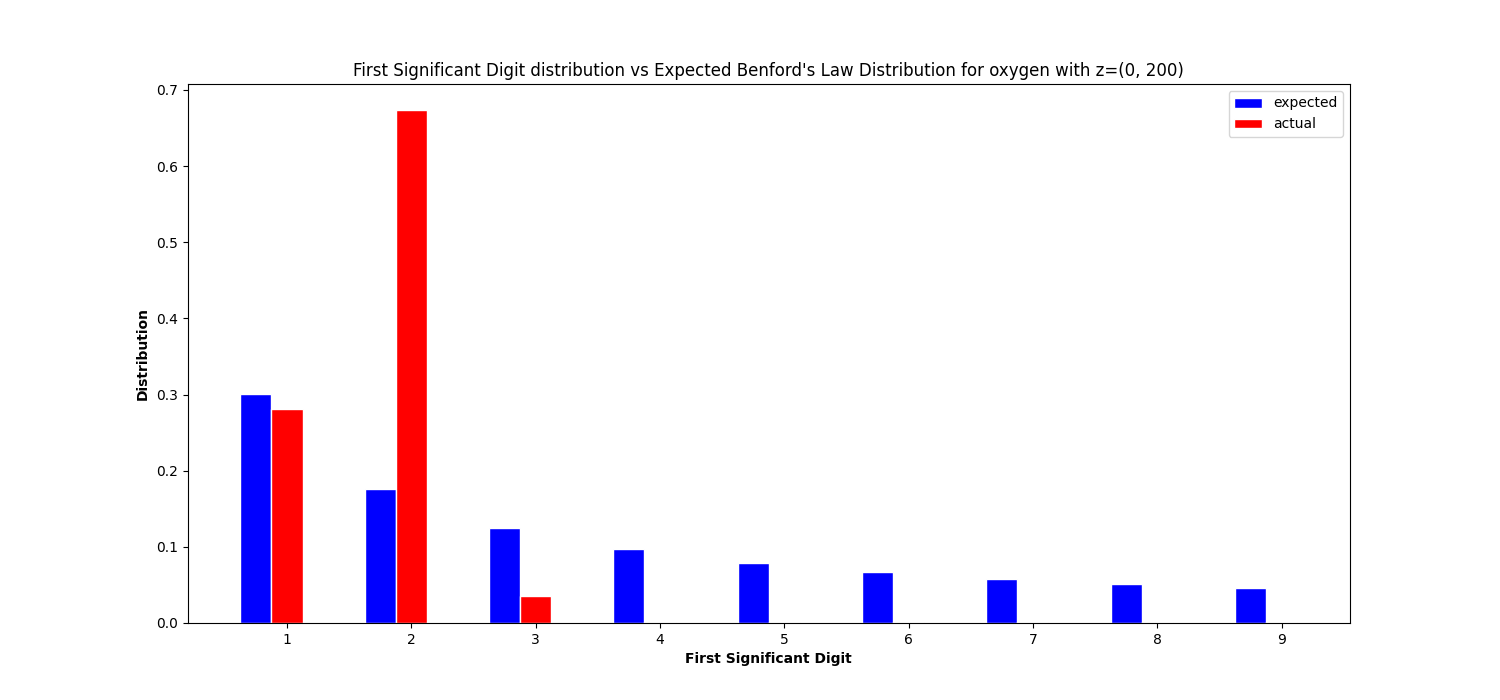 First Significant Digit distribution vs Expected Benford's Law Distribution for oxygen with z=(0, 200)
expected
actual
Distribution
0.7
0.6
0.5
0.4
0.3
0.2
0.1
0.0
1 2 3 4 5 6 7 8 9
First Significant Digit